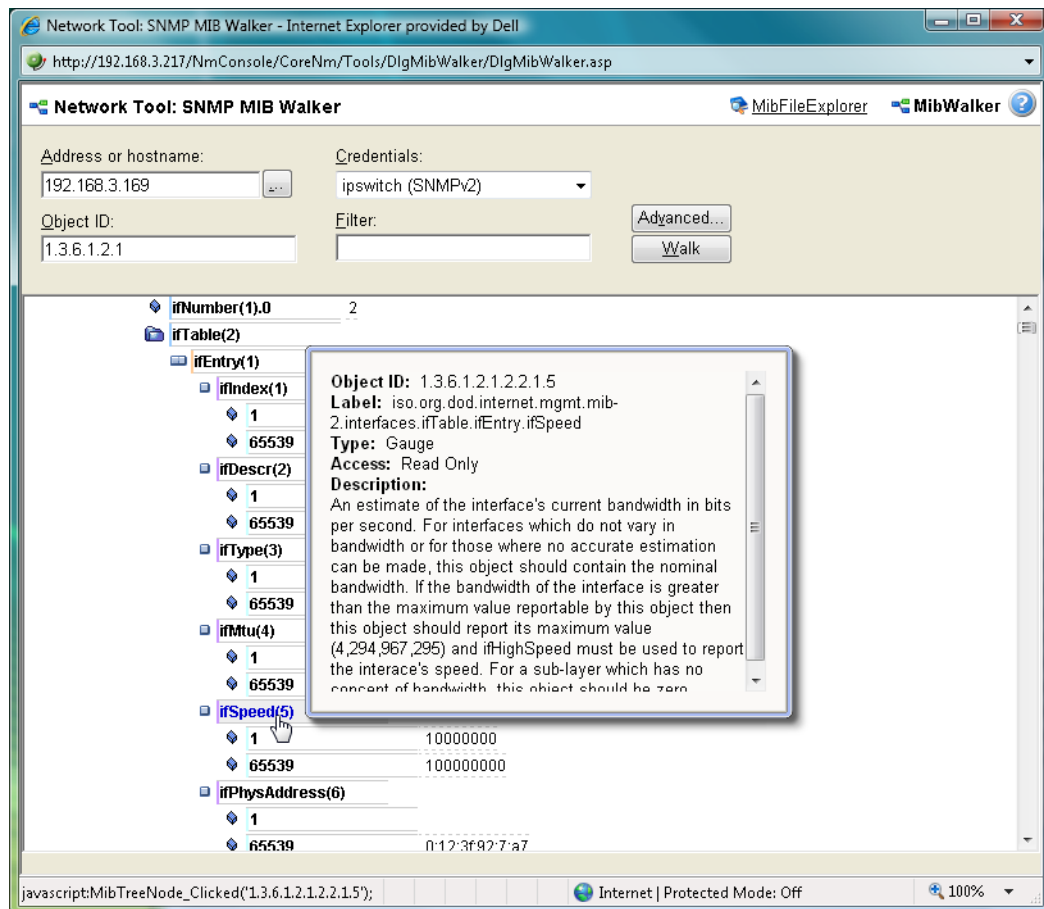 Network Tool: SNMP MIB Walker - Internet Explorer provided by Dell
http://192.168.3.217/NmConsole/CoreNm/Tools/DlgMibWalker/DlgMibWalker.asp
Network Tool: SNMP MIB Walker MibFileExplorer MibWalker ?
Address or hostname: Credentials:
192.168.3.169 ... ipswitch (SNMPv2)
Object ID: Filter: Advanced...
1.3.6.1.2.1 Walk
ifNumber(1).0 2
ifTable(2)
ifEntry(1)
ifIndex(1)
1
65539
ifDescr(2)
1
65539
ifType(3)
1
65539
ifMtu(4)
1
65539
Object ID: 1.3.6.1.2.1.2.2.1.5
Label: iso.org.dod.internet.mgmt.mib-
2.interfaces.ifTable.ifEntry.ifSpeed
Type: Gauge
Access: Read Only
Description:
An estimate of the interface's current bandwidth in bits
per second. For interfaces which do not vary in
bandwidth or for those where no accurate estimation
can be made, this object should contain the nominal
bandwidth. If the bandwidth of the interface is greater
than the maximum value reportable by this object then
this object should report its maximum value
(4,294,967,295) and ifHighSpeed must be used to report
the interace's speed. For a sub-layer which has no
concept of bandwidth, this object should be zero.
ifSpeed(5)
1 10000000
65539 100000000
ifPhysAddress(6)
1
65539 0:12:3f:92:7:a7
javascript:MibTreeNode_Clicked('1.3.6.1.2.1.2.2.1.5'); Internet | Protected Mode: Off 100%